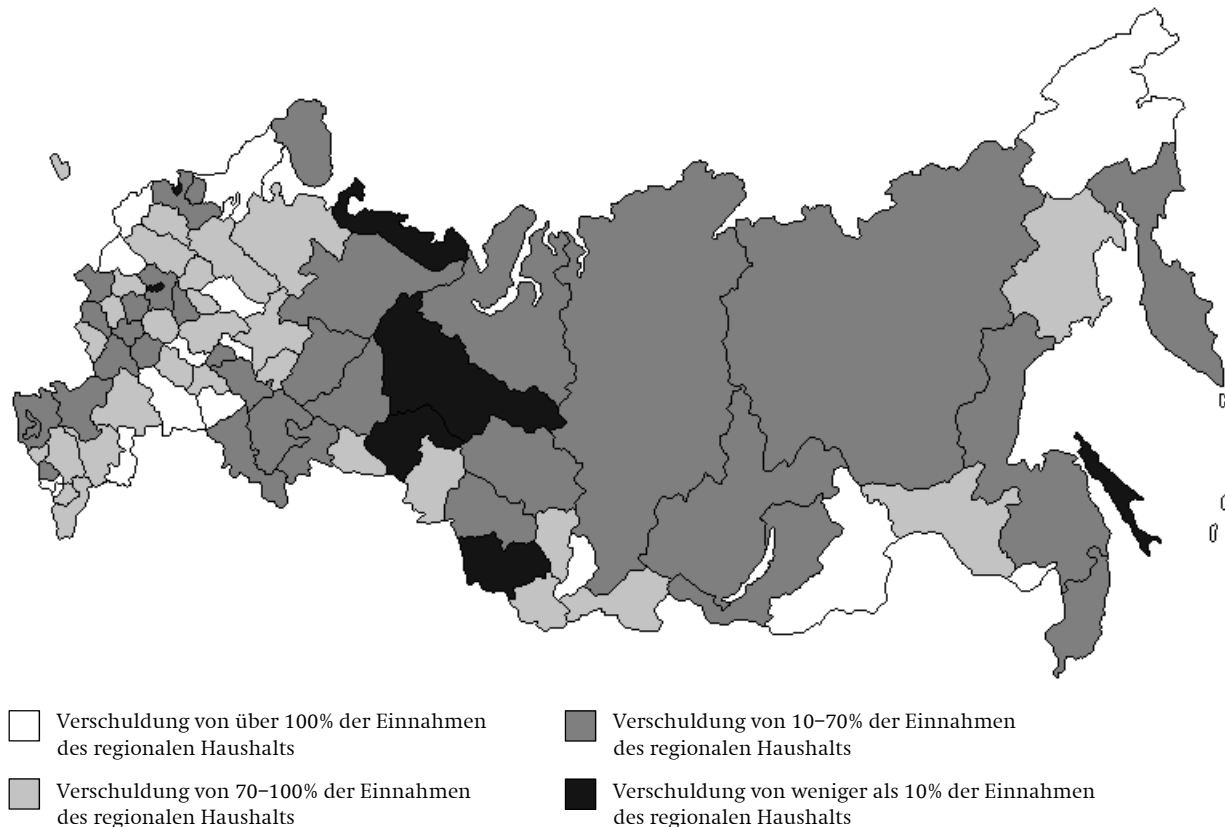 Verschuldung von über 100% der Einnahmen
des regionalen Haushalts
Verschuldung von 70–100% der Einnahmen
des regionalen Haushalts
Verschuldung von 10–70% der Einnahmen
des regionalen Haushalts
Verschuldung von weniger als 10% der Einnahmen
des regionalen Haushalts